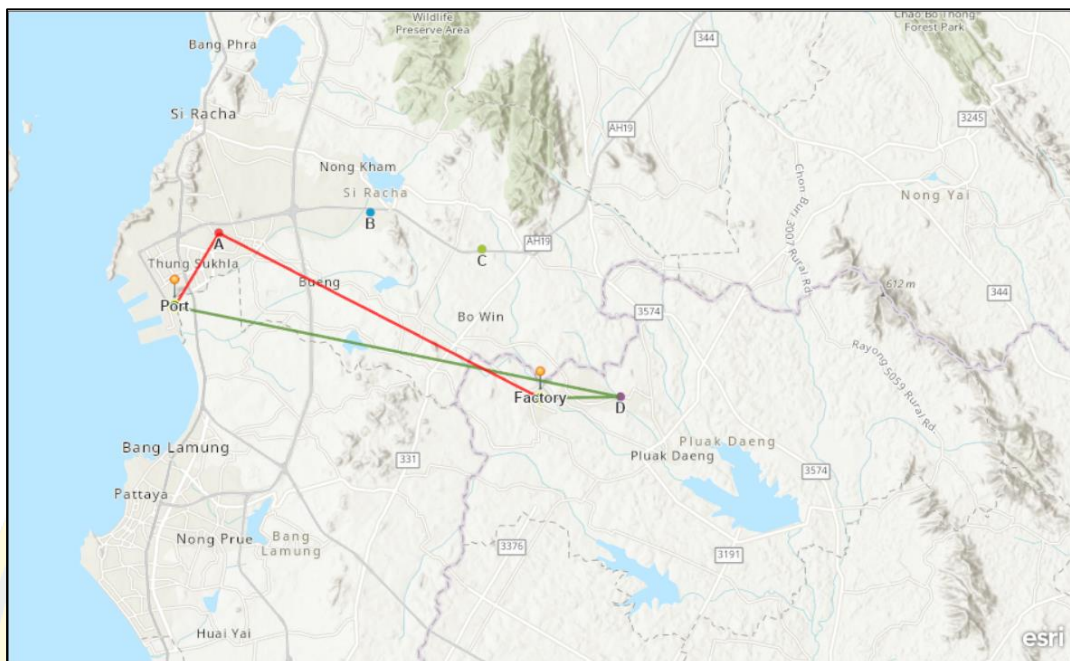 Wildlife
Preserve Area
Chao Bo Thong
Forest Park
344
Bang Phra
3245
Si Racha
AH19
Nong Kham
Si Racha
Nong Yai
Chon Buri 3007 Rural Rd.
B
A
AH19
C
Thung Sukhla
Bueng
612 m
344
Port
Bo Win
3574
Rayong 5059 Rural Rd.
Factory
D
Bang Lamung
331
Pluak Daeng
Pluak Daeng
3574
Pattaya
Nong Prue
Bang
Lamung
3376
3191
Huai Yai
esri